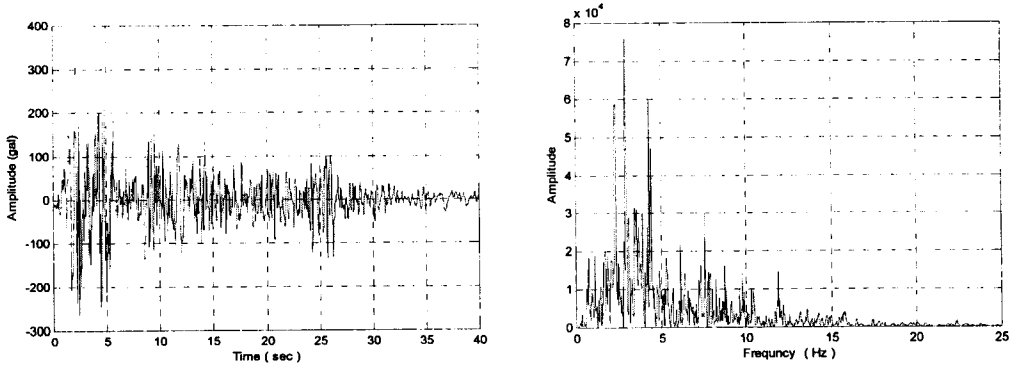 400
300
200
100
0
-100
-200
-300
0 5 10 15 20 25 30 35 40
Amplitude (gal)
Time ( sec )
x 10^4
8
7
6
5
4
3
2
1
0
0 5 10 15 20 25
Amplitude
Frequncy ( Hz )